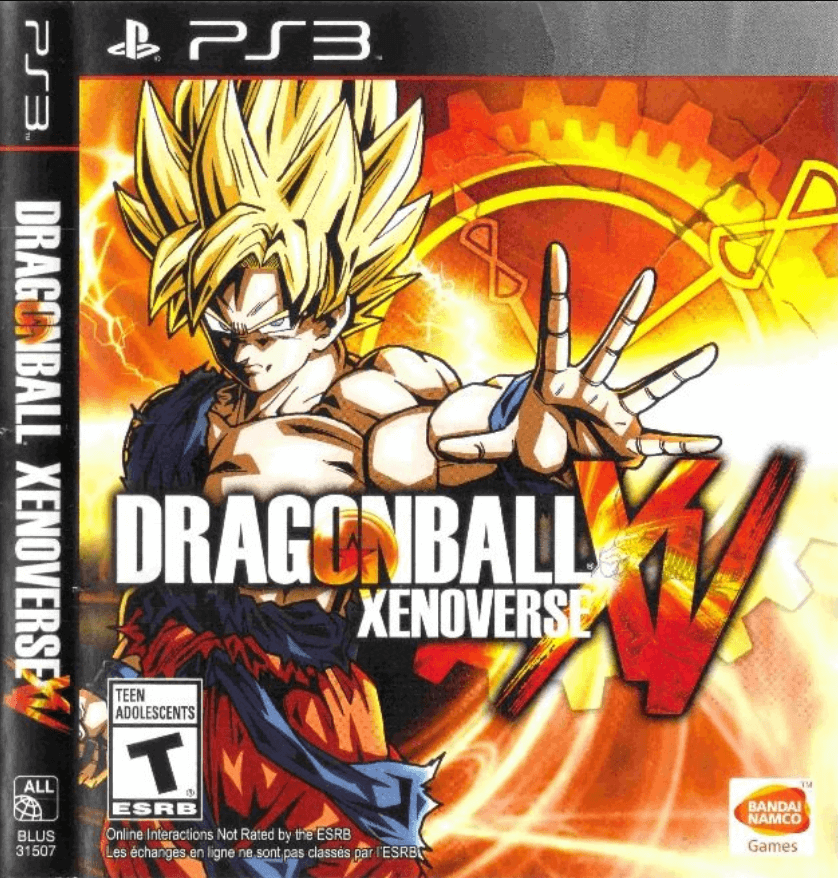 PS3
PS3
DRAGONBALL XENOVERSE XV
DRAGONBALL XV
XENOVERSE
TEEN
ADOLESCENTS
T
ESRB
ALL
BLUS
31507
Online Interactions Not Rated by the ESRB
Les échanges en ligne ne sont pas classés par l'ESRB
BANDAI
NAMCO
Games